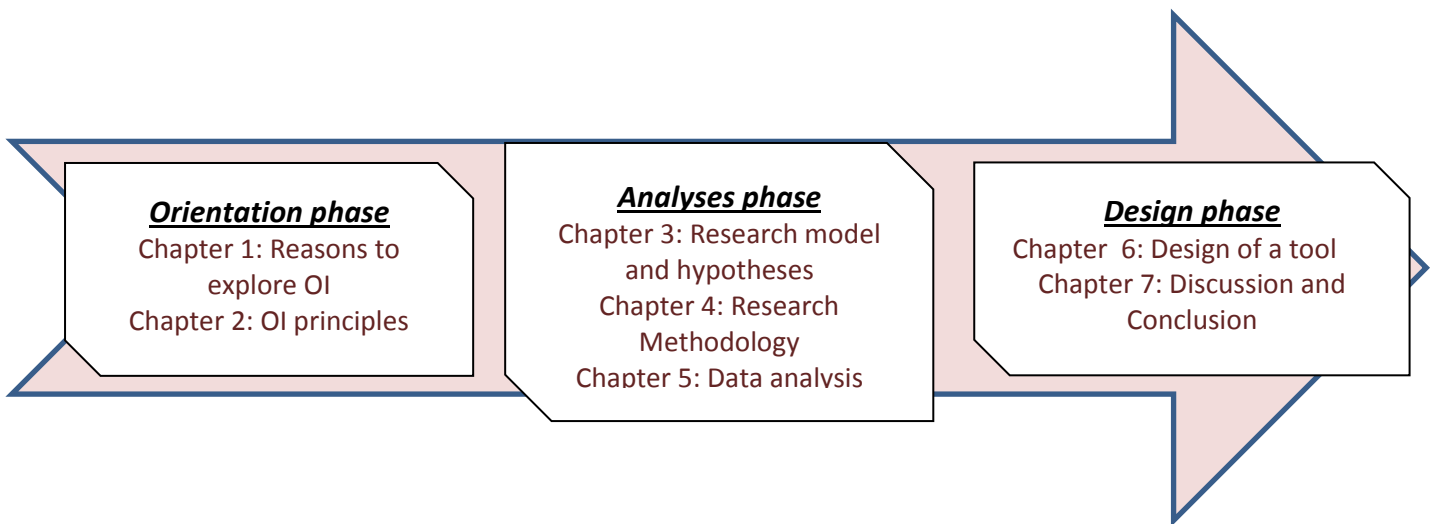 Orientation phase
Chapter 1: Reasons to
explore OI
Chapter 2: OI principles
Analyses phase
Chapter 3: Research model
and hypotheses
Chapter 4: Research
Methodology
Chapter 5: Data analysis
Design phase
Chapter  6: Design of a tool
Chapter 7: Discussion and
Conclusion